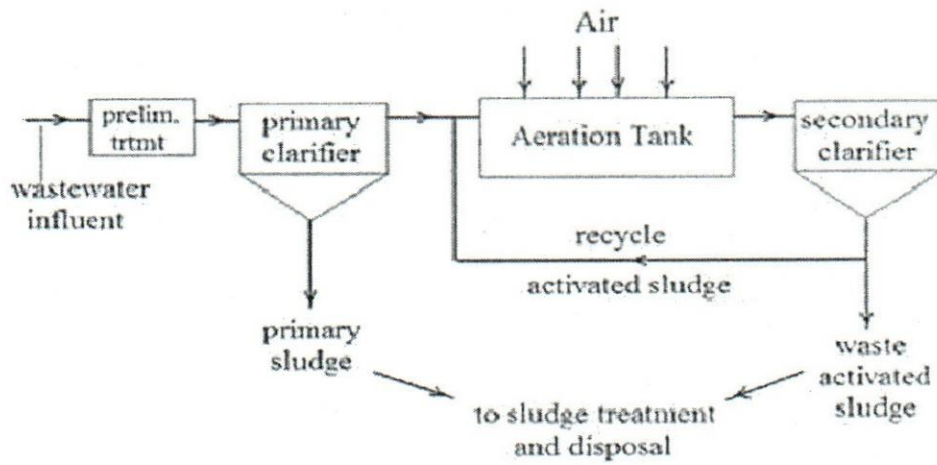 Air
prelim.
trtmt
primary
clarifier
Aeration Tank
secondary
clarifier
wastewater
influent
recycle
activated sludge
primary
sludge
waste
activated
sludge
to sludge treatment
and disposal